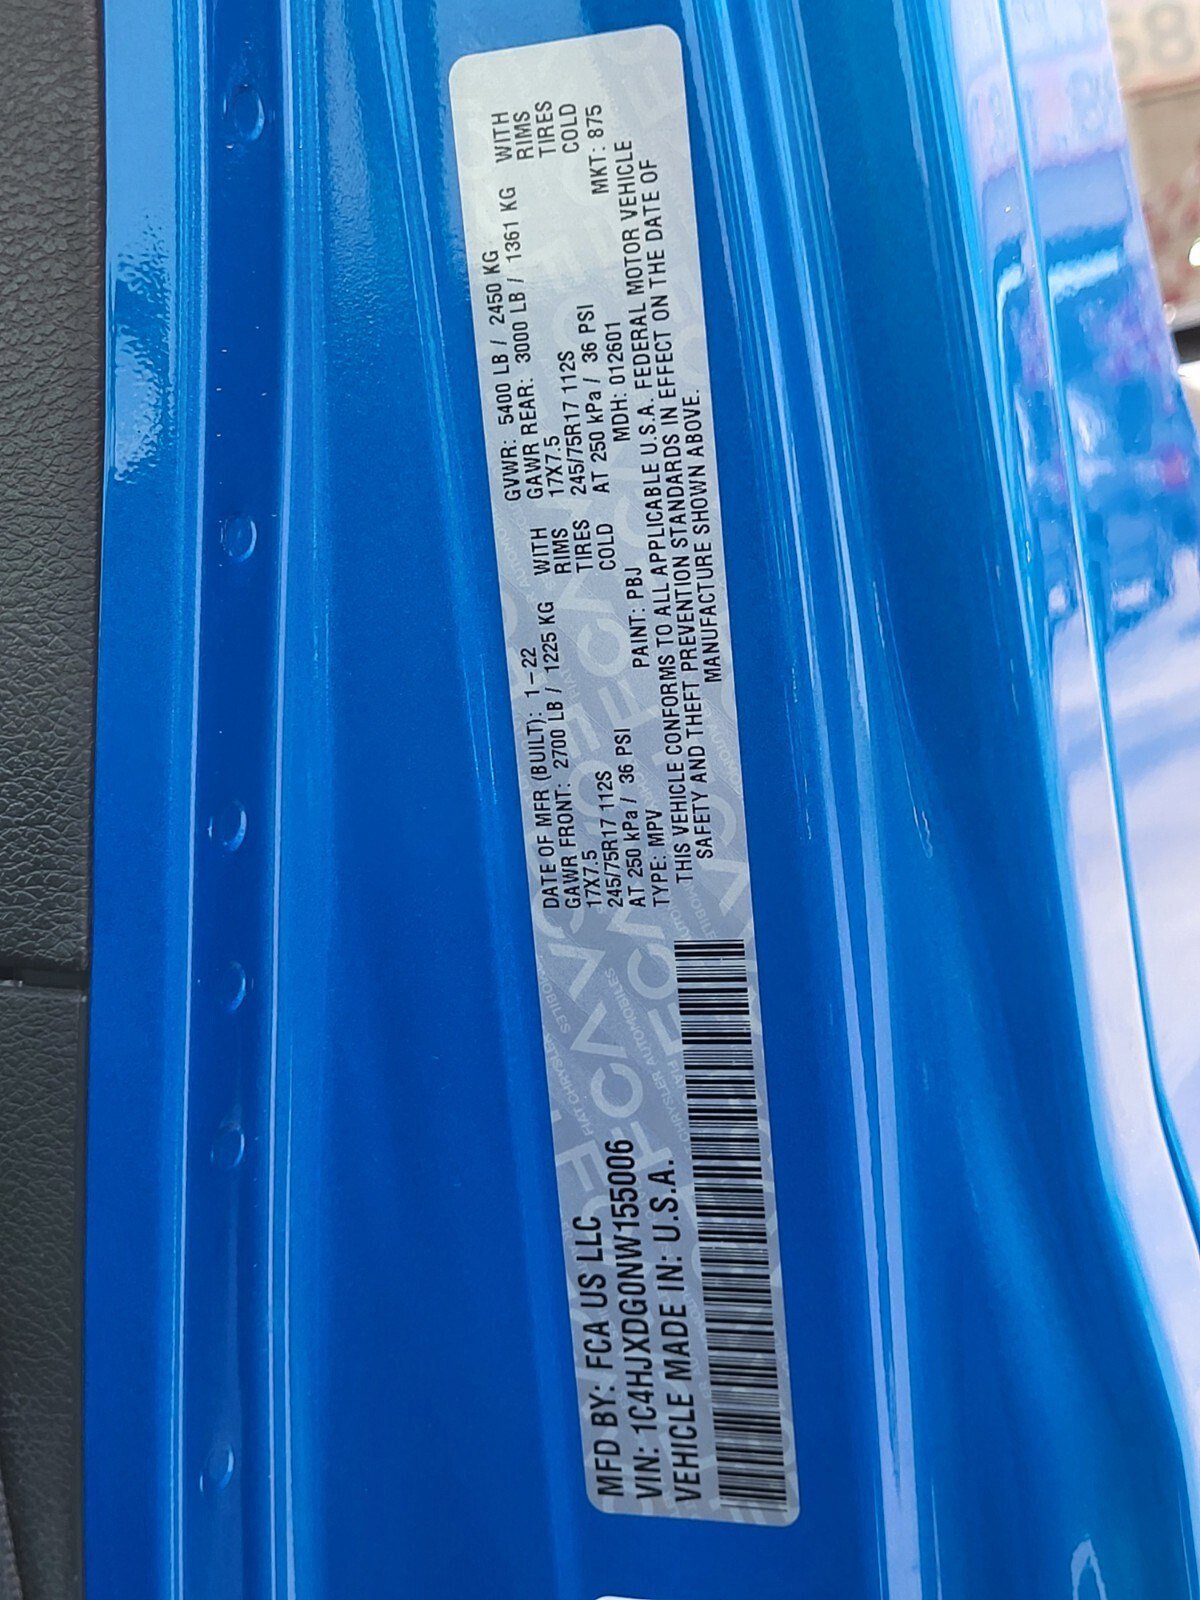 MFD BY: FCA US LLC
VIN: 1C4HJXDG0NW155006
VEHICLE MADE IN: U.S.A.
DATE OF MFR (BUILT): 1-22
GVWR: 5400 LB / 2450 KG
GAWR FRONT: 2700 LB / 1225 KG WITH
17X7.5 RIMS
245/75R17 112S TIRES
AT 250 kPa / 36 PSI COLD
GAWR REAR: 3000 LB / 1361 KG WITH
17X7.5 RIMS
245/75R17 112S TIRES
AT 250 kPa / 36 PSI COLD
TYPE: MPV PAINT: PBJ MDH: 012601 MKT: 875
THIS VEHICLE CONFORMS TO ALL APPLICABLE U.S.A. FEDERAL MOTOR VEHICLE
SAFETY AND THEFT PREVENTION STANDARDS IN EFFECT ON THE DATE OF
MANUFACTURE SHOWN ABOVE.
FCA
FIAT CHRYSLER AUTOMOBILES